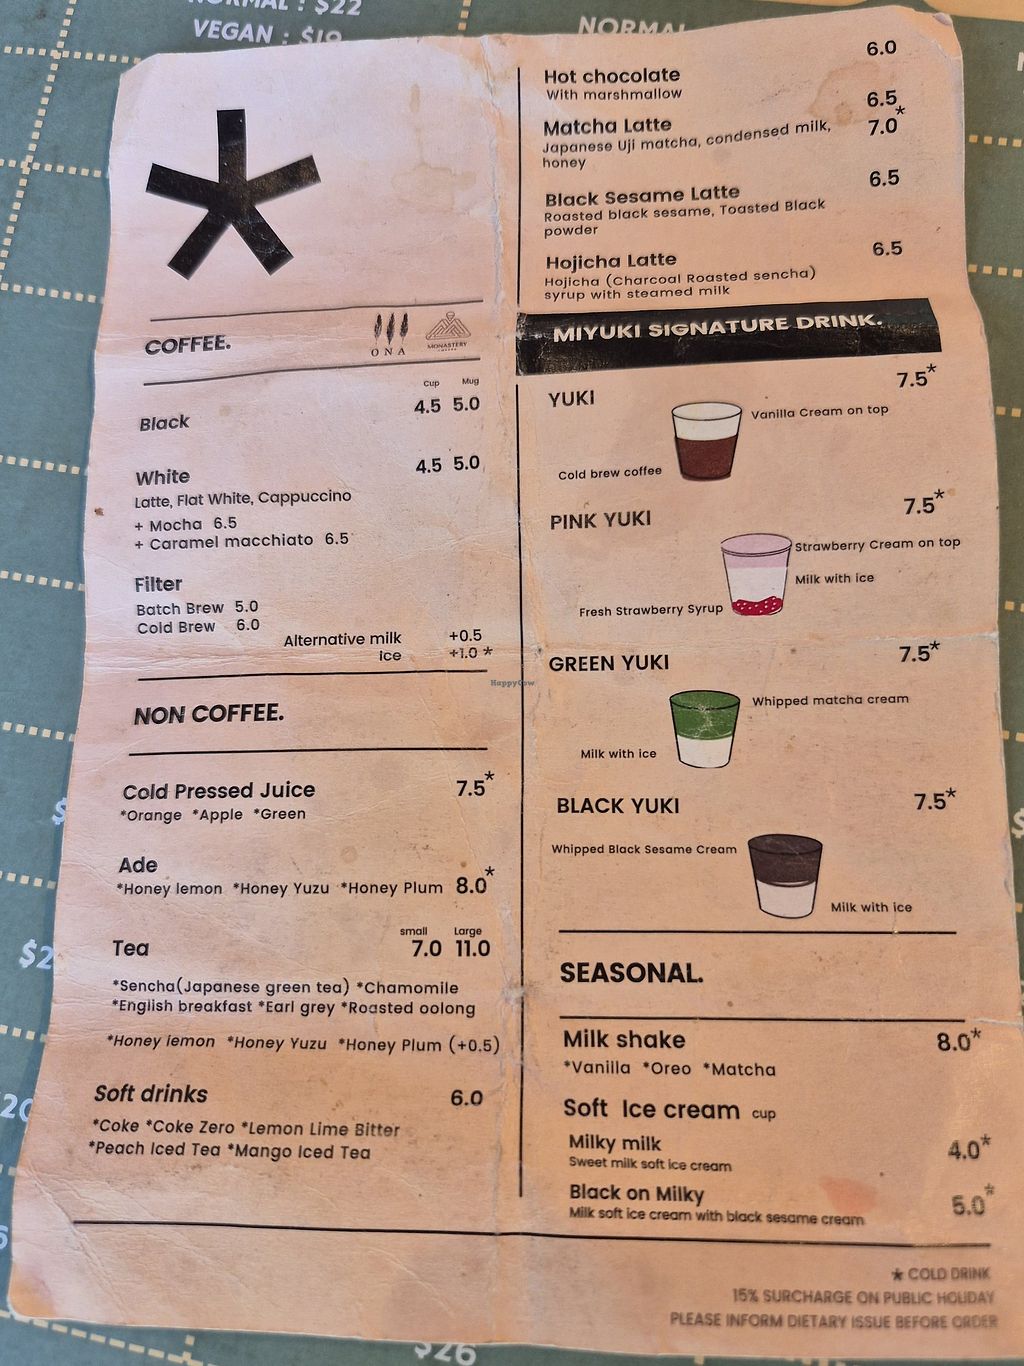 NORMAL : $22
VEGAN : $19
NORMAL
COFFEE.
ONA
MONASTERY
COFFEE
Cup Mug
Black 4.5 5.0
White 4.5 5.0
Latte, Flat White, Cappuccino
+ Mocha 6.5
+ Caramel macchiato 6.5
Filter
Batch Brew 5.0
Cold Brew 6.0
Alternative milk +0.5
ice +1.0 *
NON COFFEE.
Cold Pressed Juice 7.5*
*Orange *Apple *Green
Ade
*Honey lemon *Honey Yuzu *Honey Plum 8.0*
small Large
Tea 7.0 11.0
*Sencha(Japanese green tea) *Chamomile
*English breakfast *Earl grey *Roasted oolong
*Honey lemon *Honey Yuzu *Honey Plum (+0.5)
Soft drinks 6.0
*Coke *Coke Zero *Lemon Lime Bitter
*Peach Iced Tea *Mango Iced Tea
6.0
Hot chocolate
With marshmallow
6.5
Matcha Latte 7.0*
Japanese Uji matcha, condensed milk,
honey
Black Sesame Latte 6.5
Roasted black sesame, Toasted Black
powder
Hojicha Latte 6.5
Hojicha (Charcoal Roasted sencha)
syrup with steamed milk
MIYUKI SIGNATURE DRINK.
YUKI 7.5*
Vanilla Cream on top
Cold brew coffee
PINK YUKI 7.5*
Strawberry Cream on top
Milk with ice
Fresh Strawberry Syrup
GREEN YUKI 7.5*
Whipped matcha cream
Milk with ice
BLACK YUKI 7.5*
Whipped Black Sesame Cream
Milk with ice
SEASONAL.
Milk shake 8.0*
*Vanilla *Oreo *Matcha
Soft Ice cream cup
Milky milk 4.0*
Sweet milk soft ice cream
Black on Milky 5.0*
Milk soft ice cream with black sesame cream
* COLD DRINK
15% SURCHARGE ON PUBLIC HOLIDAY
PLEASE INFORM DIETARY ISSUE BEFORE ORDER
$26
HappyCow